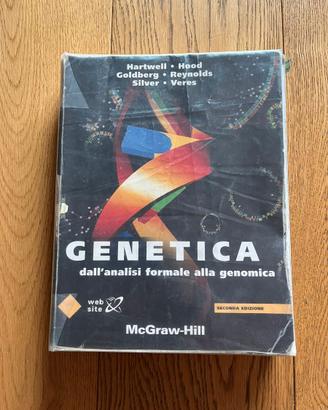 Hartwell • Hood
Goldberg • Reynolds
Silver • Veres
GENETICA
dall'analisi formale alla genomica
web
site
SECONDA EDIZIONE
McGraw-Hill